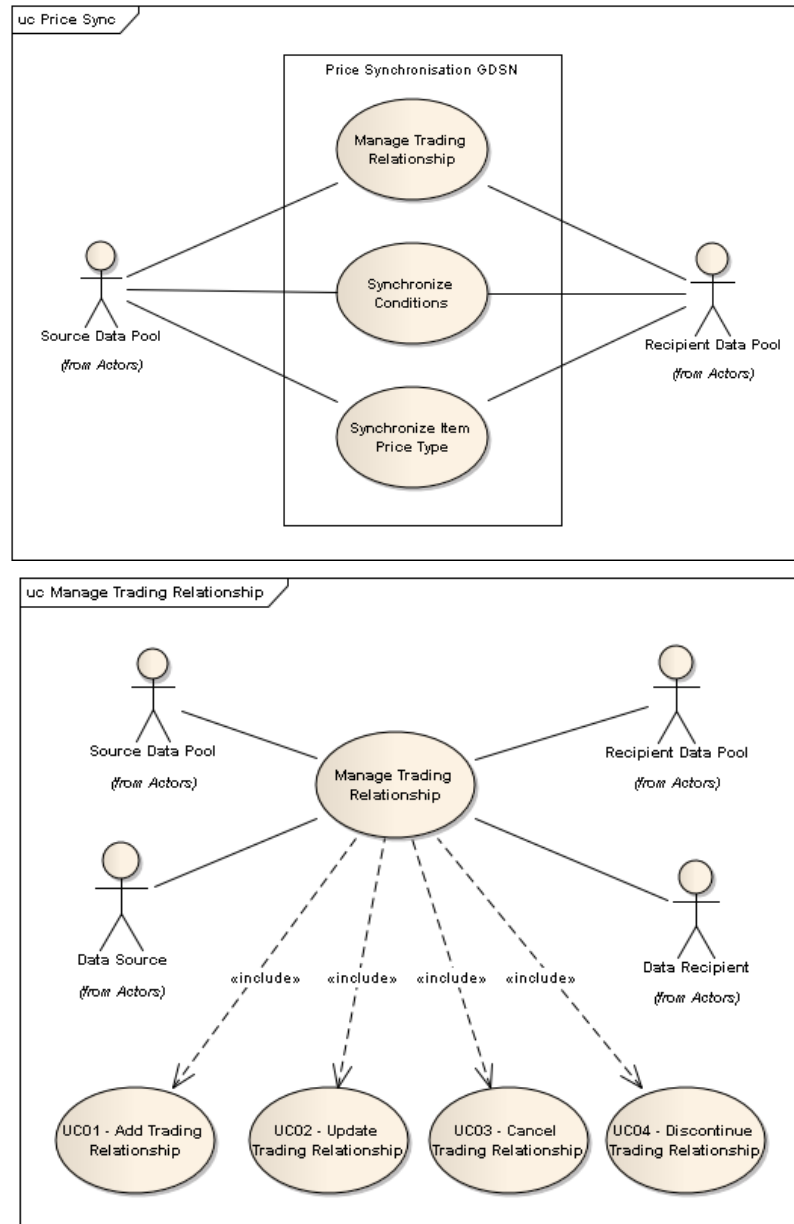 uc Price Sync
Price Synchronisation GDSN
Manage Trading
Relationship
Synchronize
Conditions
Source Data Pool
(from Actors)
Recipient Data Pool
(from Actors)
Synchronize Item
Price Type
uc Manage Trading Relationship
Source Data Pool
(from Actors)
Recipient Data Pool
(from Actors)
Manage Trading
Relationship
Data Source
(from Actors)
Data Recipient
(from Actors)
«include»
«include»
«include»
«include»
UC01 - Add Trading
Relationship
UC02 - Update
Trading Relationship
UC03 - Cancel
Trading Relationship
UC04 - Discontinue
Trading Relationship